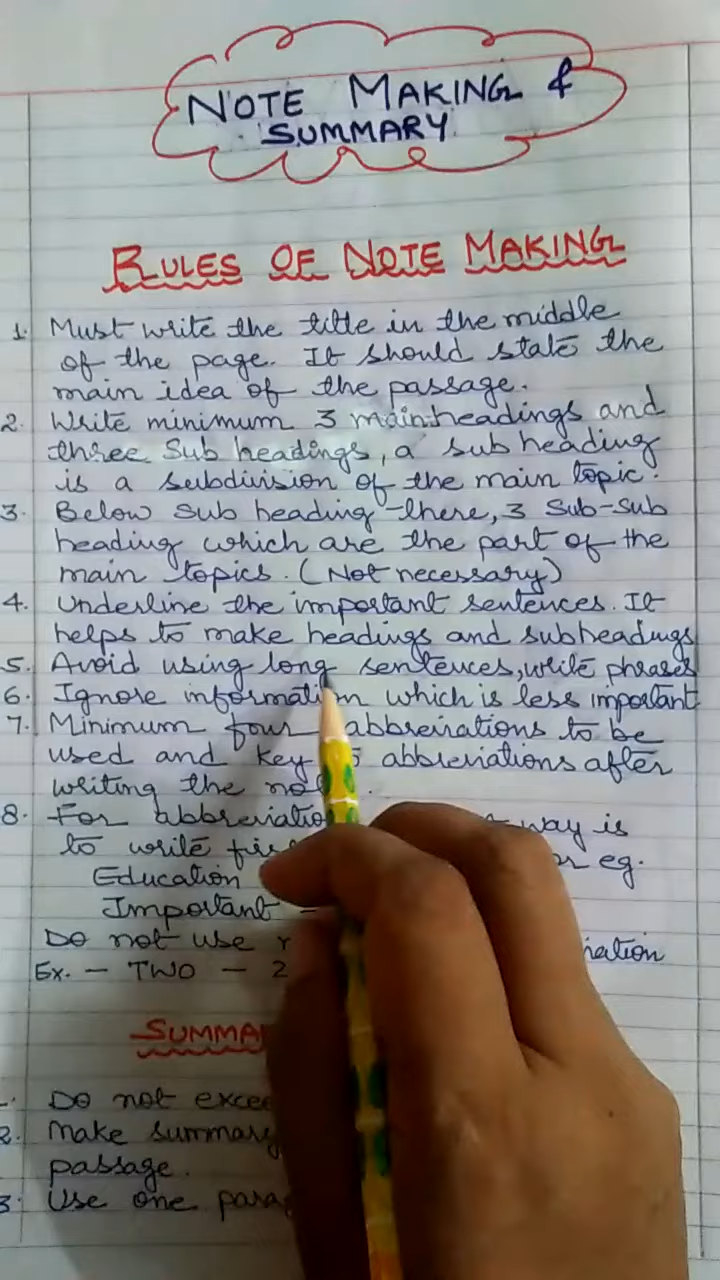 NOTE MAKING &
SUMMARY
RULES OF NOTE MAKING
1. Must write the title in the middle
of the page. It should state the
main idea of the passage.
2. Write minimum 3 main headings and
three Sub headings, a sub heading
is a subdivision of the main topic.
3. Below sub heading there, 3 Sub-sub
heading which are the part of the
main topics. (Not necessary)
4. Underline the important sentences. It
helps to make headings and subheadings
5. Avoid using long sentences, write phrases
6. Ignore information which is less important
7. Minimum four abbreviations to be
used and key abbreviations after
writing the
8. For way is
to write eg.
Education
Important -
Do not use
Ex. - TWO - 2
Do not
2. Make summary
passage.
3. Use one